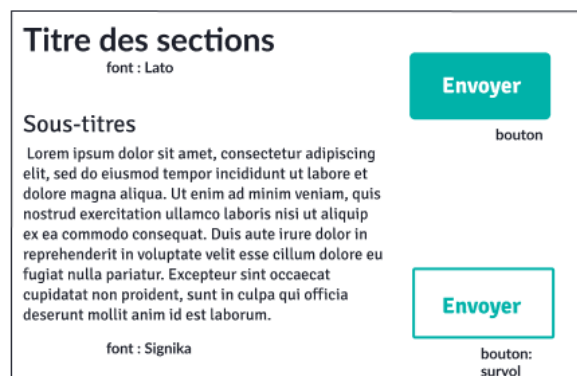 Titre des sections
font : Lato
Envoyer
bouton
Sous-titres
Lorem ipsum dolor sit amet, consectetur adipiscing
elit, sed do eiusmod tempor incididunt ut labore et
dolore magna aliqua. Ut enim ad minim veniam, quis
nostrud exercitation ullamco laboris nisi ut aliquip
ex ea commodo consequat. Duis aute irure dolor in
reprehenderit in voluptate velit esse cillum dolore eu
fugiat nulla pariatur. Excepteur sint occaecat
cupidatat non proident, sunt in culpa qui officia
deserunt mollit anim id est laborum.
font : Signika
Envoyer
bouton:
survol